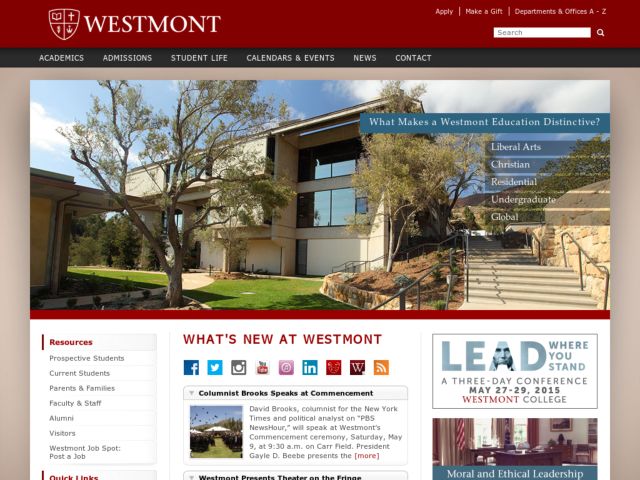 WESTMONT
Apply
Make a Gift
Departments & Offices A - Z
Search
ACADEMICS
ADMISSIONS
STUDENT LIFE
CALENDARS & EVENTS
NEWS
CONTACT
What Makes a Westmont Education Distinctive?
Liberal Arts
Christian
Residential
Undergraduate
Global
Resources
Prospective Students
Current Students
Parents & Families
Faculty & Staff
Alumni
Visitors
Westmont Job Spot:
Post a Job
Quick Links
WHAT'S NEW AT WESTMONT
You
Tube
in
W
Columnist Brooks Speaks at Commencement
David Brooks, columnist for the New York
Times and political analyst on "PBS
NewsHour," will speak at Westmont's
Commencement ceremony, Saturday, May
9, at 9:30 a.m. on Carr Field. President
Gayle D. Beebe presents the [more]
Westmont Presents Theater on the Fringe
LEAD WHERE
YOU
STAND
A THREE-DAY CONFERENCE
MAY 27-29, 2015
WESTMONT COLLEGE
Moral and Ethical Leadership